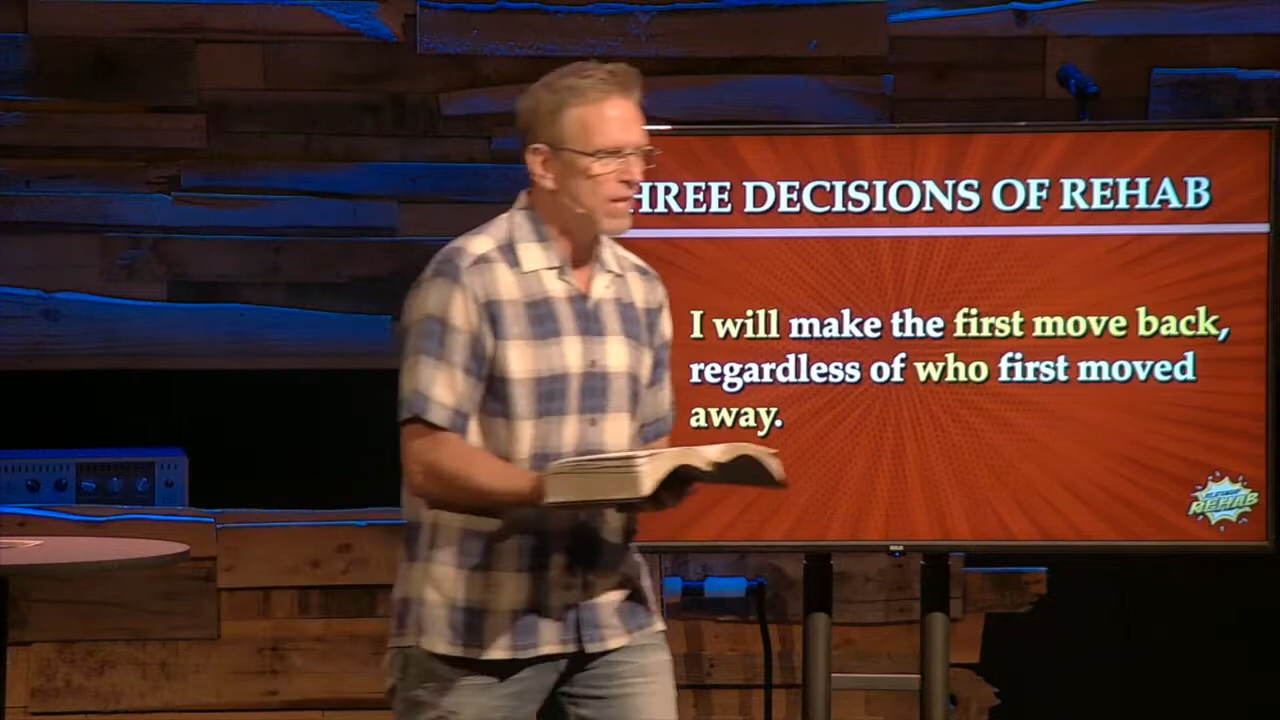 HREE DECISIONS OF REHAB
I will make the first move back,
regardless of who first moved
away.
REHAB